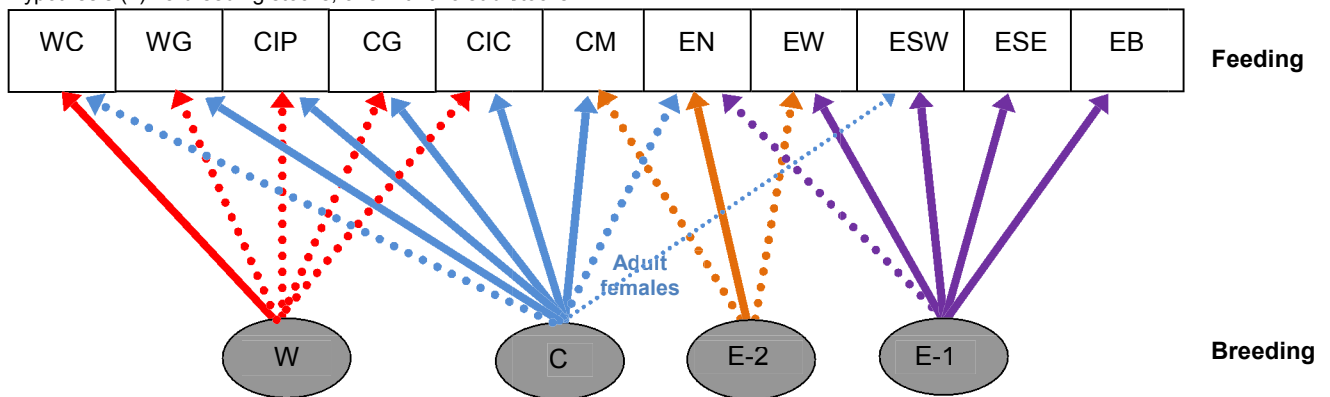 WC WG CIP CG CIC CM EN EW ESW ESE EB
Feeding
Adult
females
W C E-2 E-1
Breeding